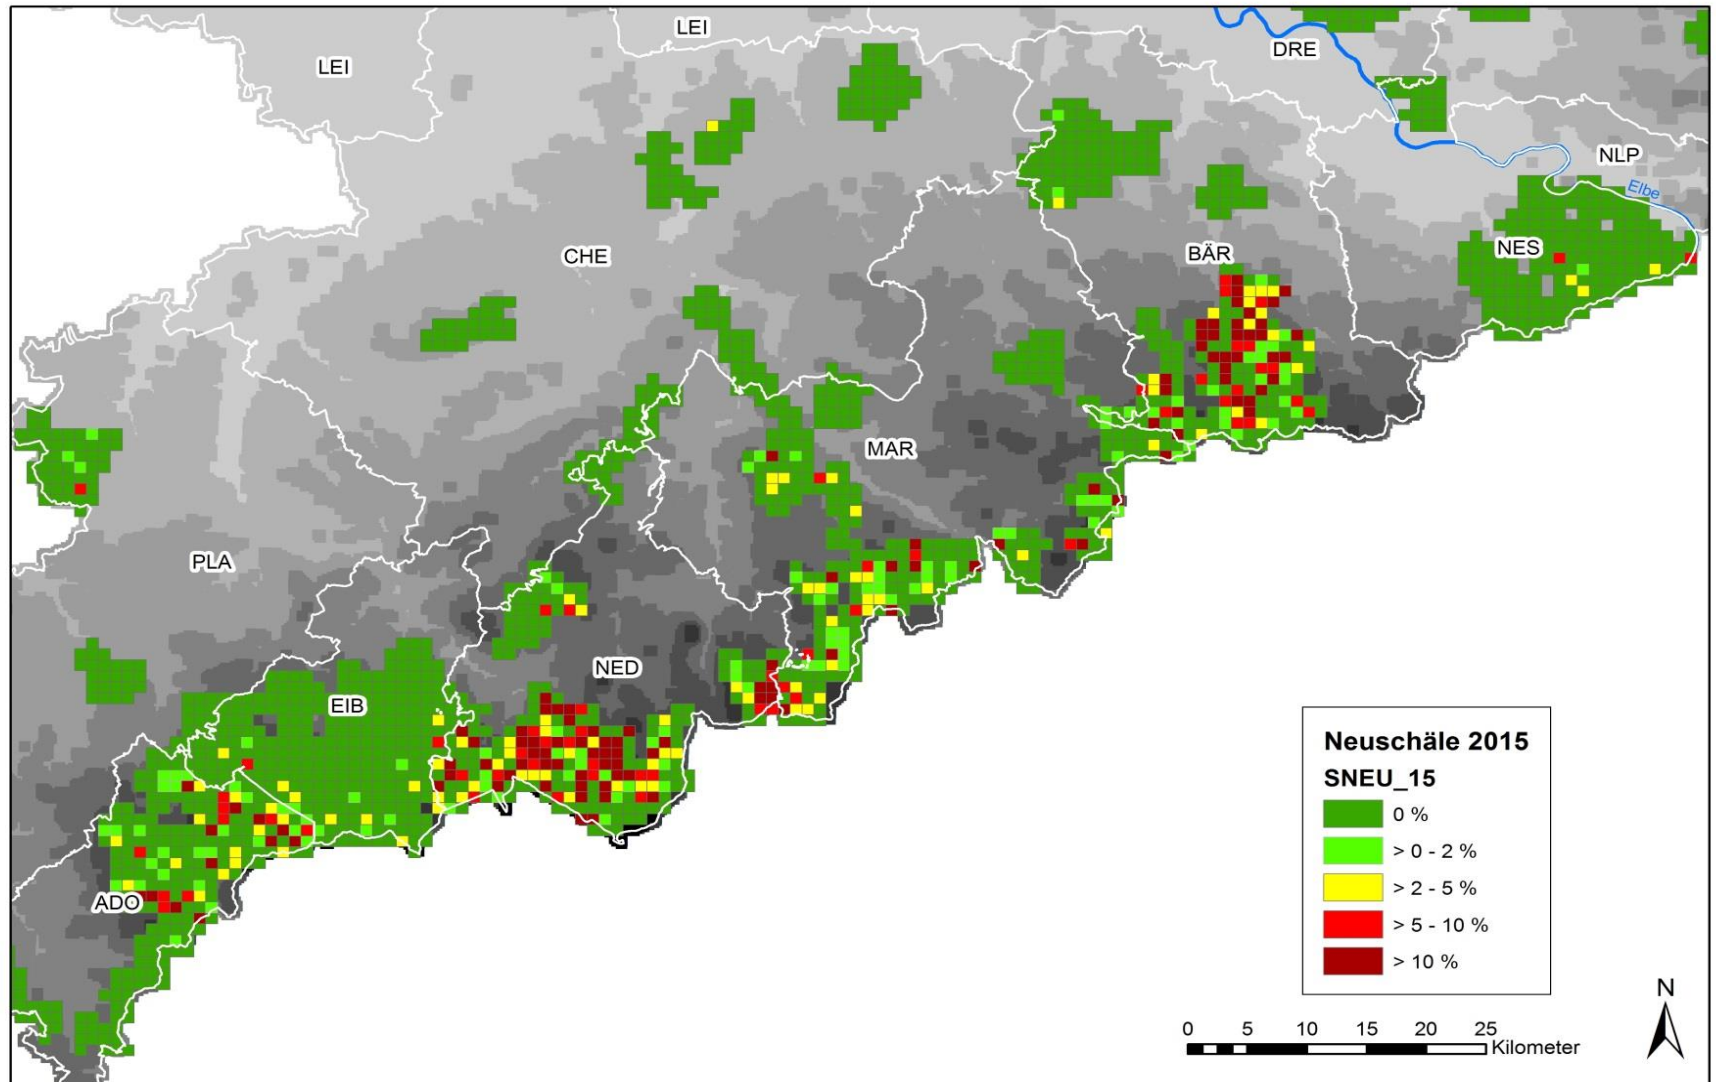 LEI
LEI
DRE
NLP
Elbe
NES
BÄR
CHE
MAR
PLA
NED
EIB
ADO
Neuschäle 2015
SNEU_15
0 %
> 0 - 2 %
> 2 - 5 %
> 5 - 10 %
> 10 %
N
0 5 10 15 20 25
Kilometer